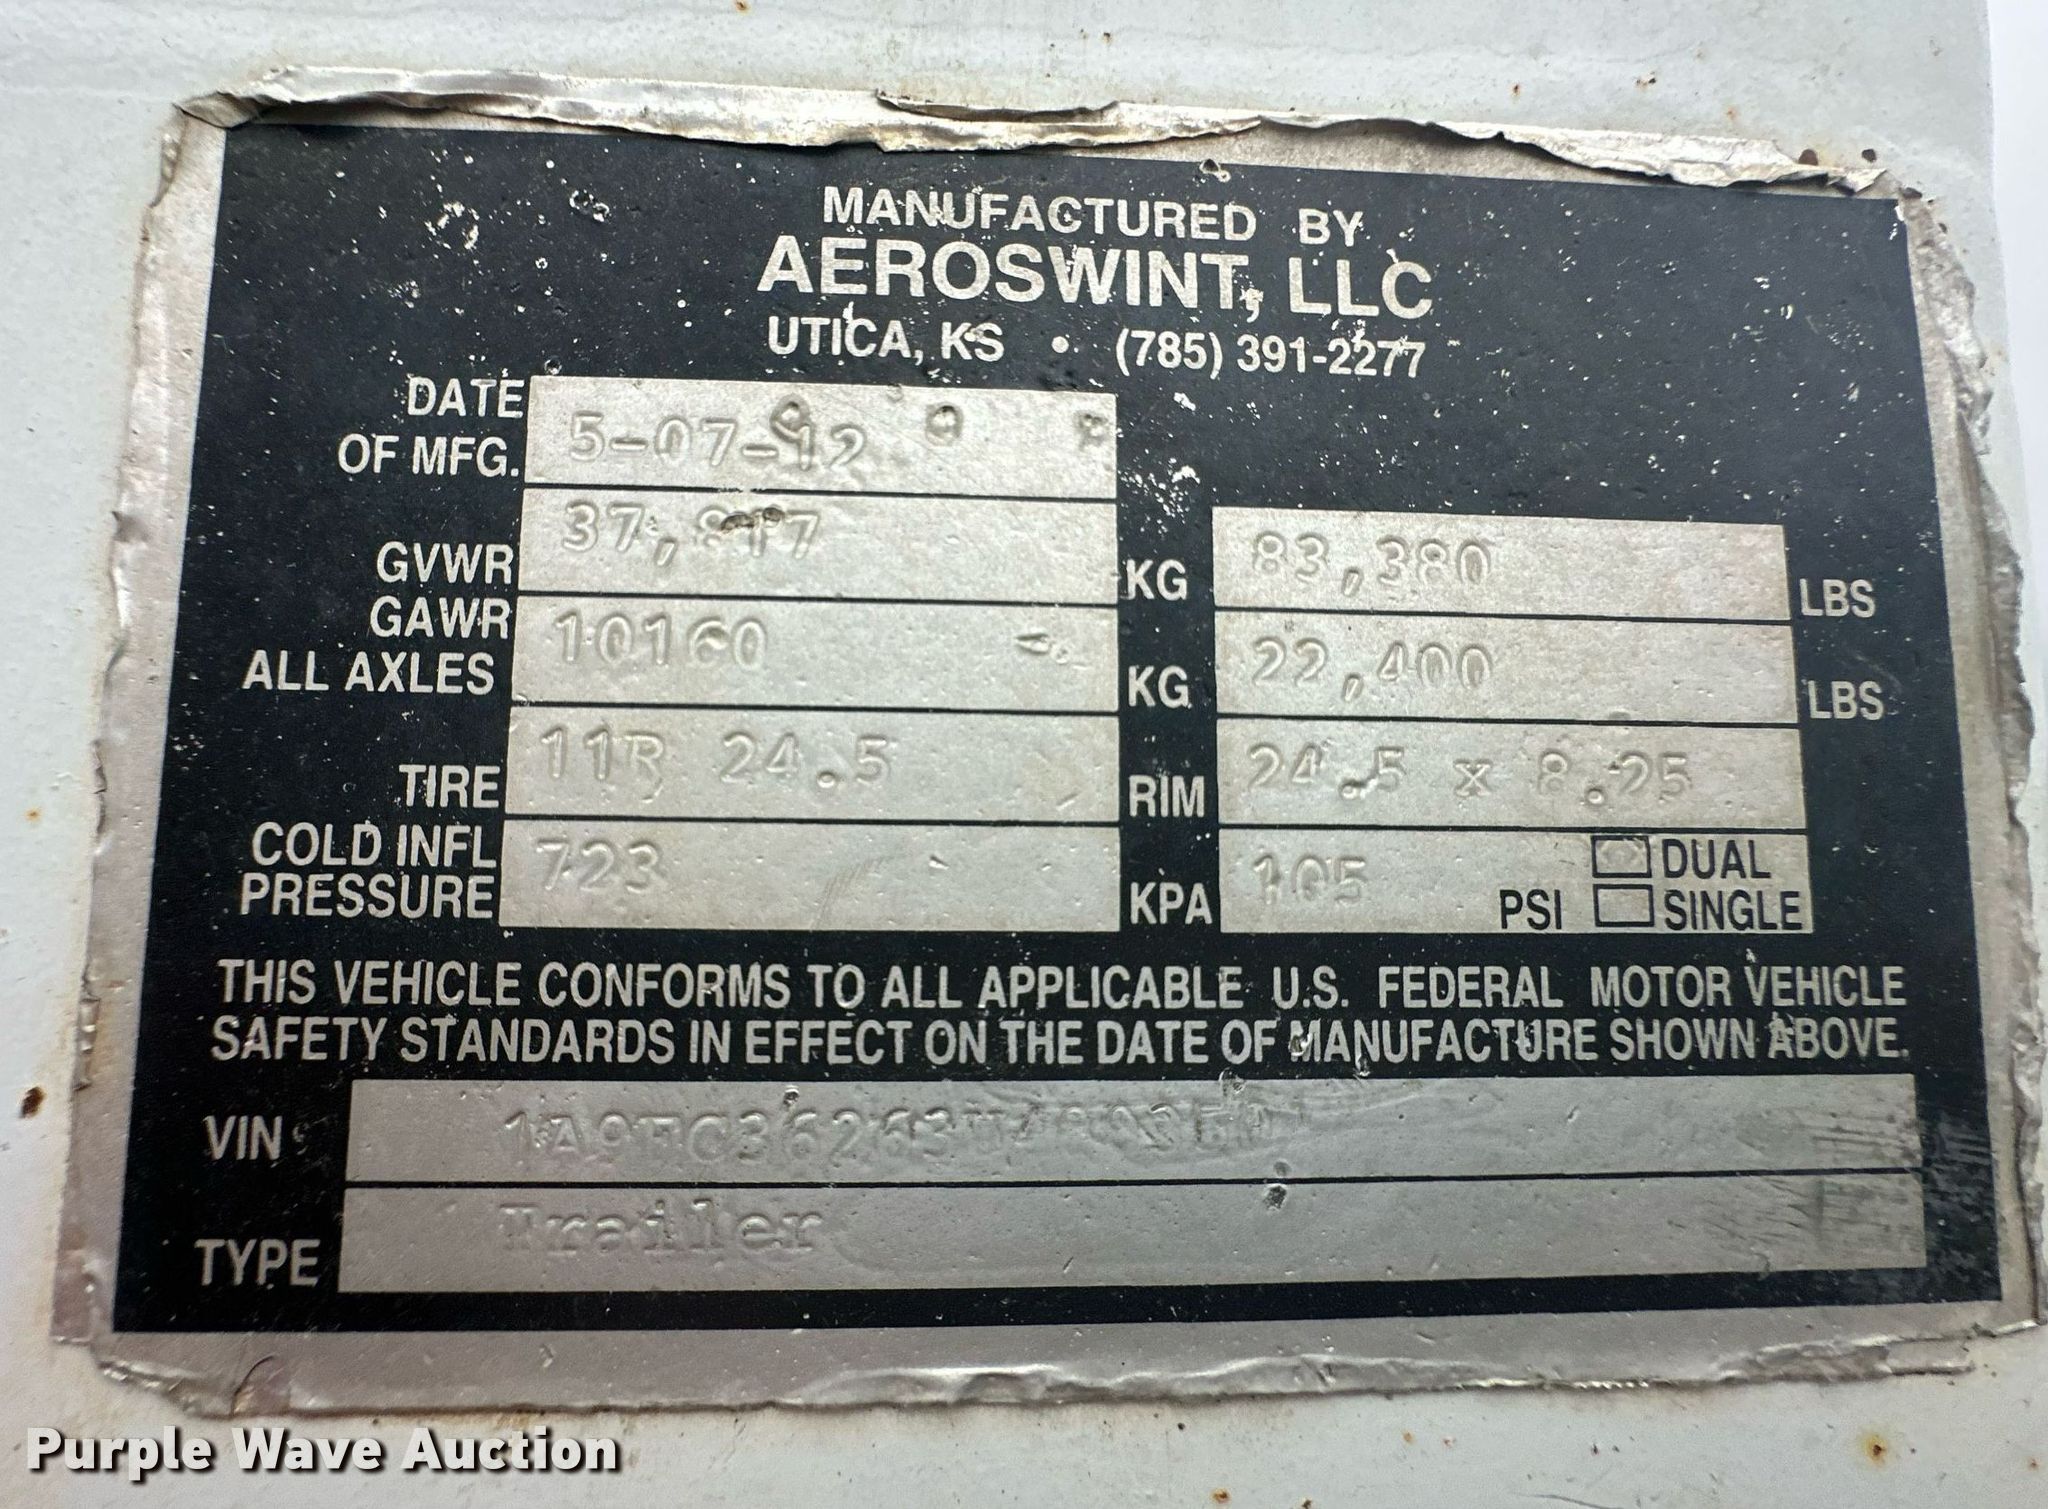 MANUFACTURED BY
AEROSWINT, LLC
UTICA, KS • (785) 391-2277
DATE OF MFG. 5-07-12
GVWR 37,817 KG 83,380 LBS
GAWR ALL AXLES 10160 KG 22,400 LBS
TIRE 11R 24.5 RIM 24.5 x 8.25
COLD INFL PRESSURE 723 KPA 105 PSI DUAL SINGLE
THIS VEHICLE CONFORMS TO ALL APPLICABLE U.S. FEDERAL MOTOR VEHICLE
SAFETY STANDARDS IN EFFECT ON THE DATE OF MANUFACTURE SHOWN ABOVE.
VIN
TYPE Trailer
Purple Wave Auction